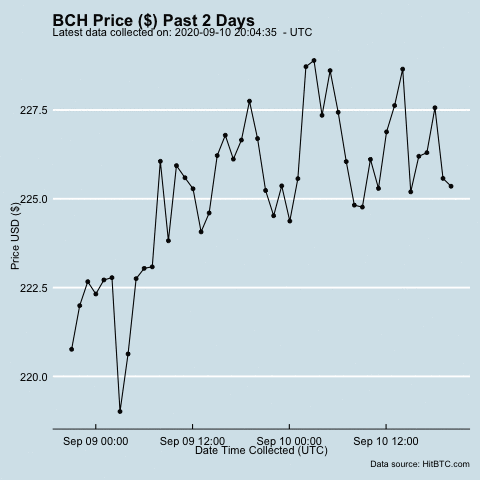 BCH Price ($) Past 2 Days
Latest data collected on: 2020-09-10 20:04:35  - UTC
Price USD ($)
227.5
225.0
222.5
220.0
Sep 09 00:00
Sep 09 12:00
Sep 10 00:00
Sep 10 12:00
Date Time Collected (UTC)
Data source: HitBTC.com